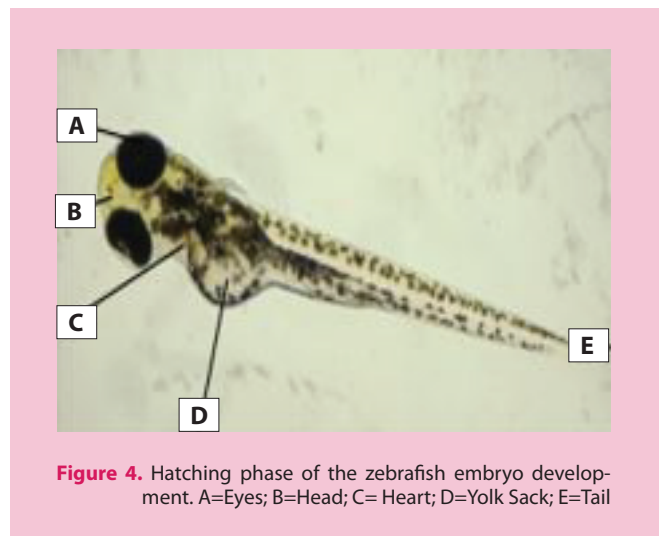 A
B
C
D
E
Figure 4. Hatching phase of the zebrafish embryo develop-
ment. A=Eyes; B=Head; C= Heart; D=Yolk Sack; E=Tail